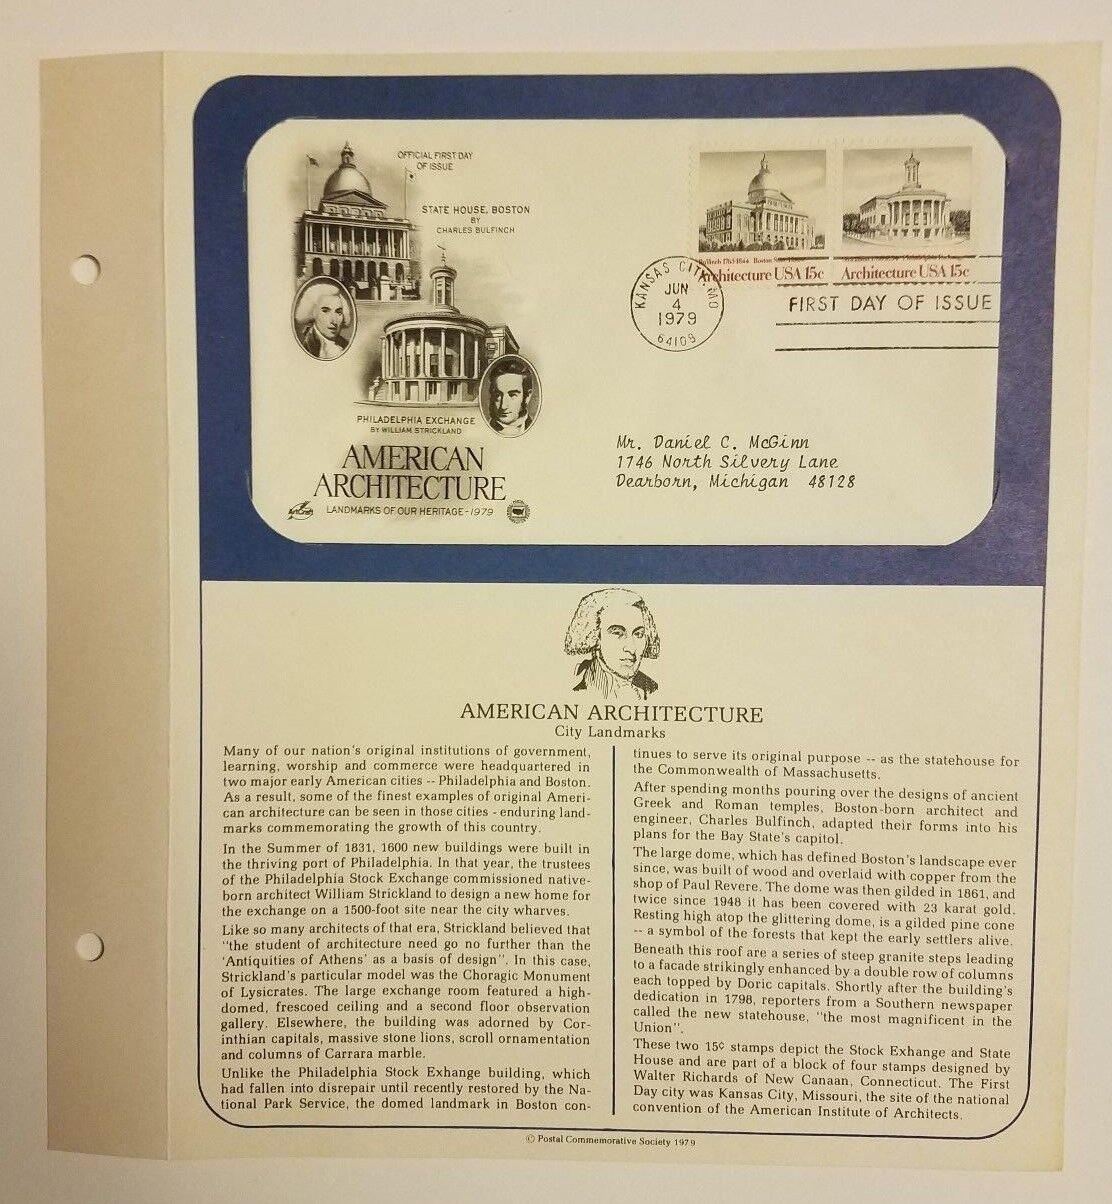 OFFICIAL FIRST DAY
OF ISSUE
STATE HOUSE, BOSTON
BY
CHARLES BULFINCH
PHILADELPHIA EXCHANGE
BY WILLIAM STRICKLAND
AMERICAN
ARCHITECTURE
LANDMARKS OF OUR HERITAGE-1979
ArtCraft
Bulfinch 1763-1844 Boston State House
Architecture USA 15c
Architecture USA 15c
KANSAS CITY, MO
JUN
4
1979
64108
FIRST DAY OF ISSUE
Mr. Daniel C. McGinn
1746 North Silvery Lane
Dearborn, Michigan 48128
AMERICAN ARCHITECTURE
City Landmarks
Many of our nation's original institutions of government,
learning, worship and commerce were headquartered in
two major early American cities -- Philadelphia and Boston.
As a result, some of the finest examples of original Ameri-
can architecture can be seen in those cities - enduring land-
marks commemorating the growth of this country.
In the Summer of 1831, 1600 new buildings were built in
the thriving port of Philadelphia. In that year, the trustees
of the Philadelphia Stock Exchange commissioned native-
born architect William Strickland to design a new home for
the exchange on a 1500-foot site near the city wharves.
Like so many architects of that era, Strickland believed that
"the student of architecture need go no further than the
'Antiquities of Athens' as a basis of design". In this case,
Strickland's particular model was the Choragic Monument
of Lysicrates. The large exchange room featured a high-
domed, frescoed ceiling and a second floor observation
gallery. Elsewhere, the building was adorned by Cor-
inthian capitals, massive stone lions, scroll ornamentation
and columns of Carrara marble.
Unlike the Philadelphia Stock Exhange building, which
had fallen into disrepair until recently restored by the Na-
tional Park Service, the domed landmark in Boston con-
tinues to serve its original purpose -- as the statehouse for
the Commonwealth of Massachusetts.
After spending months pouring over the designs of ancient
Greek and Roman temples, Boston-born architect and
engineer, Charles Bulfinch, adapted their forms into his
plans for the Bay State's capitol.
The large dome, which has defined Boston's landscape ever
since, was built of wood and overlaid with copper from the
shop of Paul Revere. The dome was then gilded in 1861, and
twice since 1948 it has been covered with 23 karat gold.
Resting high atop the glittering dome, is a gilded pine cone
-- a symbol of the forests that kept the early settlers alive.
Beneath this roof are a series of steep granite steps leading
to a facade strikingly enhanced by a double row of columns
each topped by Doric capitals. Shortly after the building's
dedication in 1798, reporters from a Southern newspaper
called the new statehouse, "the most magnificent in the
Union".
These two 15¢ stamps depict the Stock Exhange and State
House and are part of a block of four stamps designed by
Walter Richards of New Canaan, Connecticut. The First
Day city was Kansas City, Missouri, the site of the national
convention of the American Institute of Architects.
© Postal Commemorative Society 1979